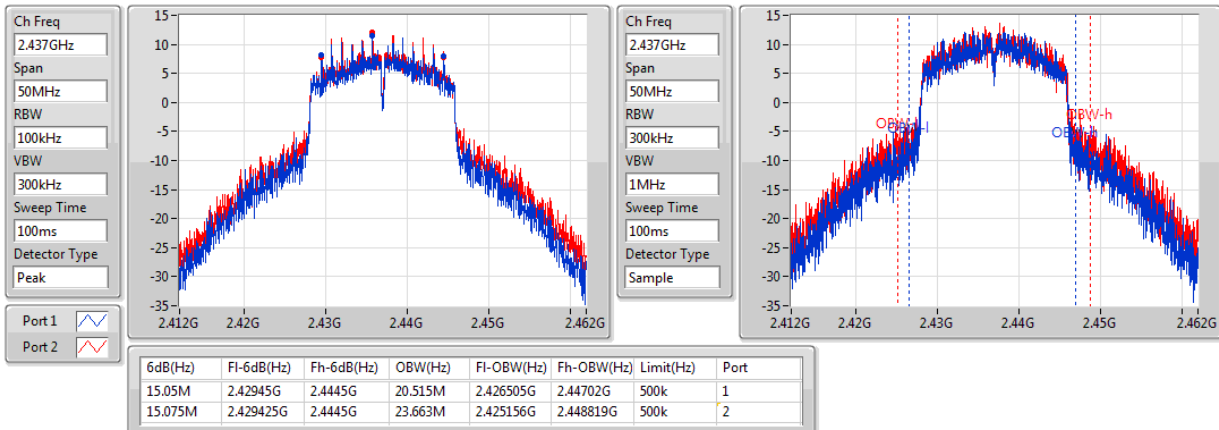 Ch Freq
2.437GHz
Span
50MHz
RBW
100kHz
VBW
300kHz
Sweep Time
100ms
Detector Type
Peak
Port 1
Port 2
15
10
5
0
-5
-10
-15
-20
-25
-30
-35
2.412G 2.42G 2.43G 2.44G 2.45G 2.462G
Ch Freq
2.437GHz
Span
50MHz
RBW
300kHz
VBW
1MHz
Sweep Time
100ms
Detector Type
Sample
15
10
5
0
-5
-10
-15
-20
-25
-30
-35
OBW-h
2.412G 2.42G 2.43G 2.44G 2.45G 2.462G
6dB(Hz) Fl-6dB(Hz) Fh-6dB(Hz) OBW(Hz) Fl-OBW(Hz) Fh-OBW(Hz) Limit(Hz) Port
15.05M 2.42945G 2.4445G 20.515M 2.426505G 2.44702G 500k 1
15.075M 2.429425G 2.4445G 23.663M 2.425156G 2.448819G 500k 2